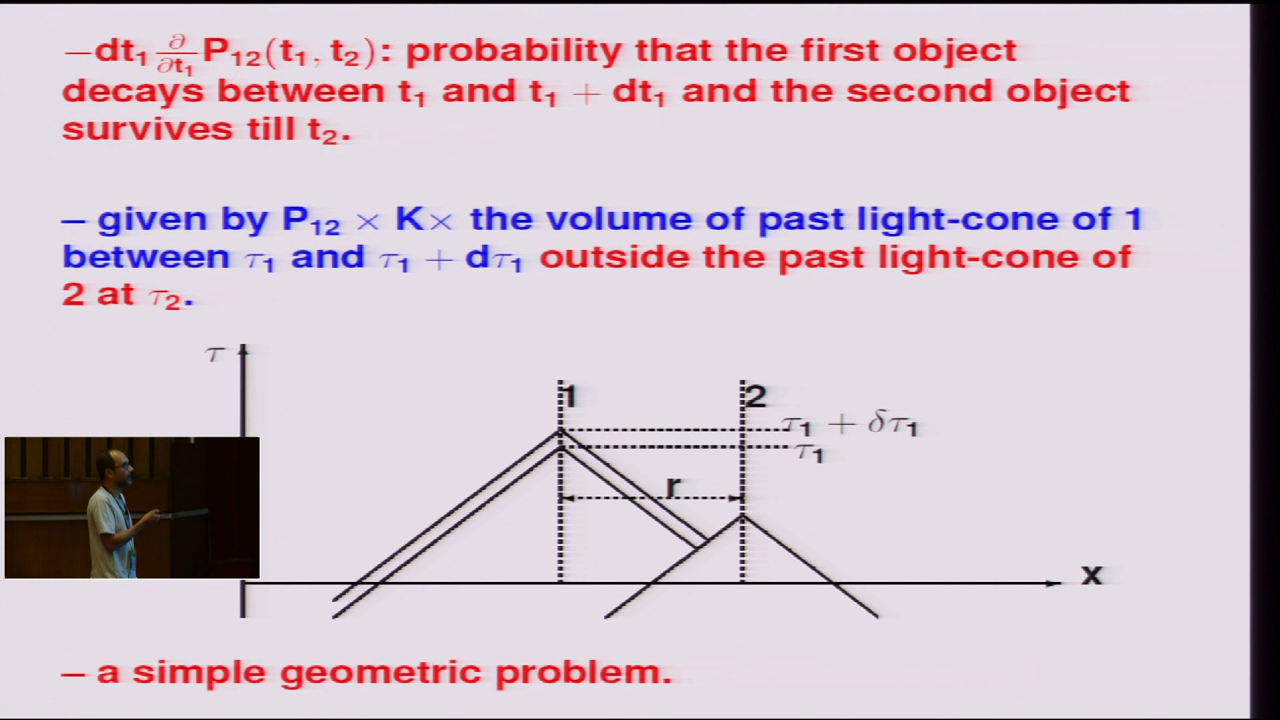 −dt₁ ∂/∂t₁ P₁₂(t₁, t₂): probability that the first object
decays between t₁ and t₁ + dt₁ and the second object
survives till t₂.
– given by P₁₂ × K× the volume of past light-cone of 1
between τ₁ and τ₁ + dτ₁ outside the past light-cone of
2 at τ₂.
τ
1
2
τ₁ + δτ₁
τ₁
r
x
– a simple geometric problem.